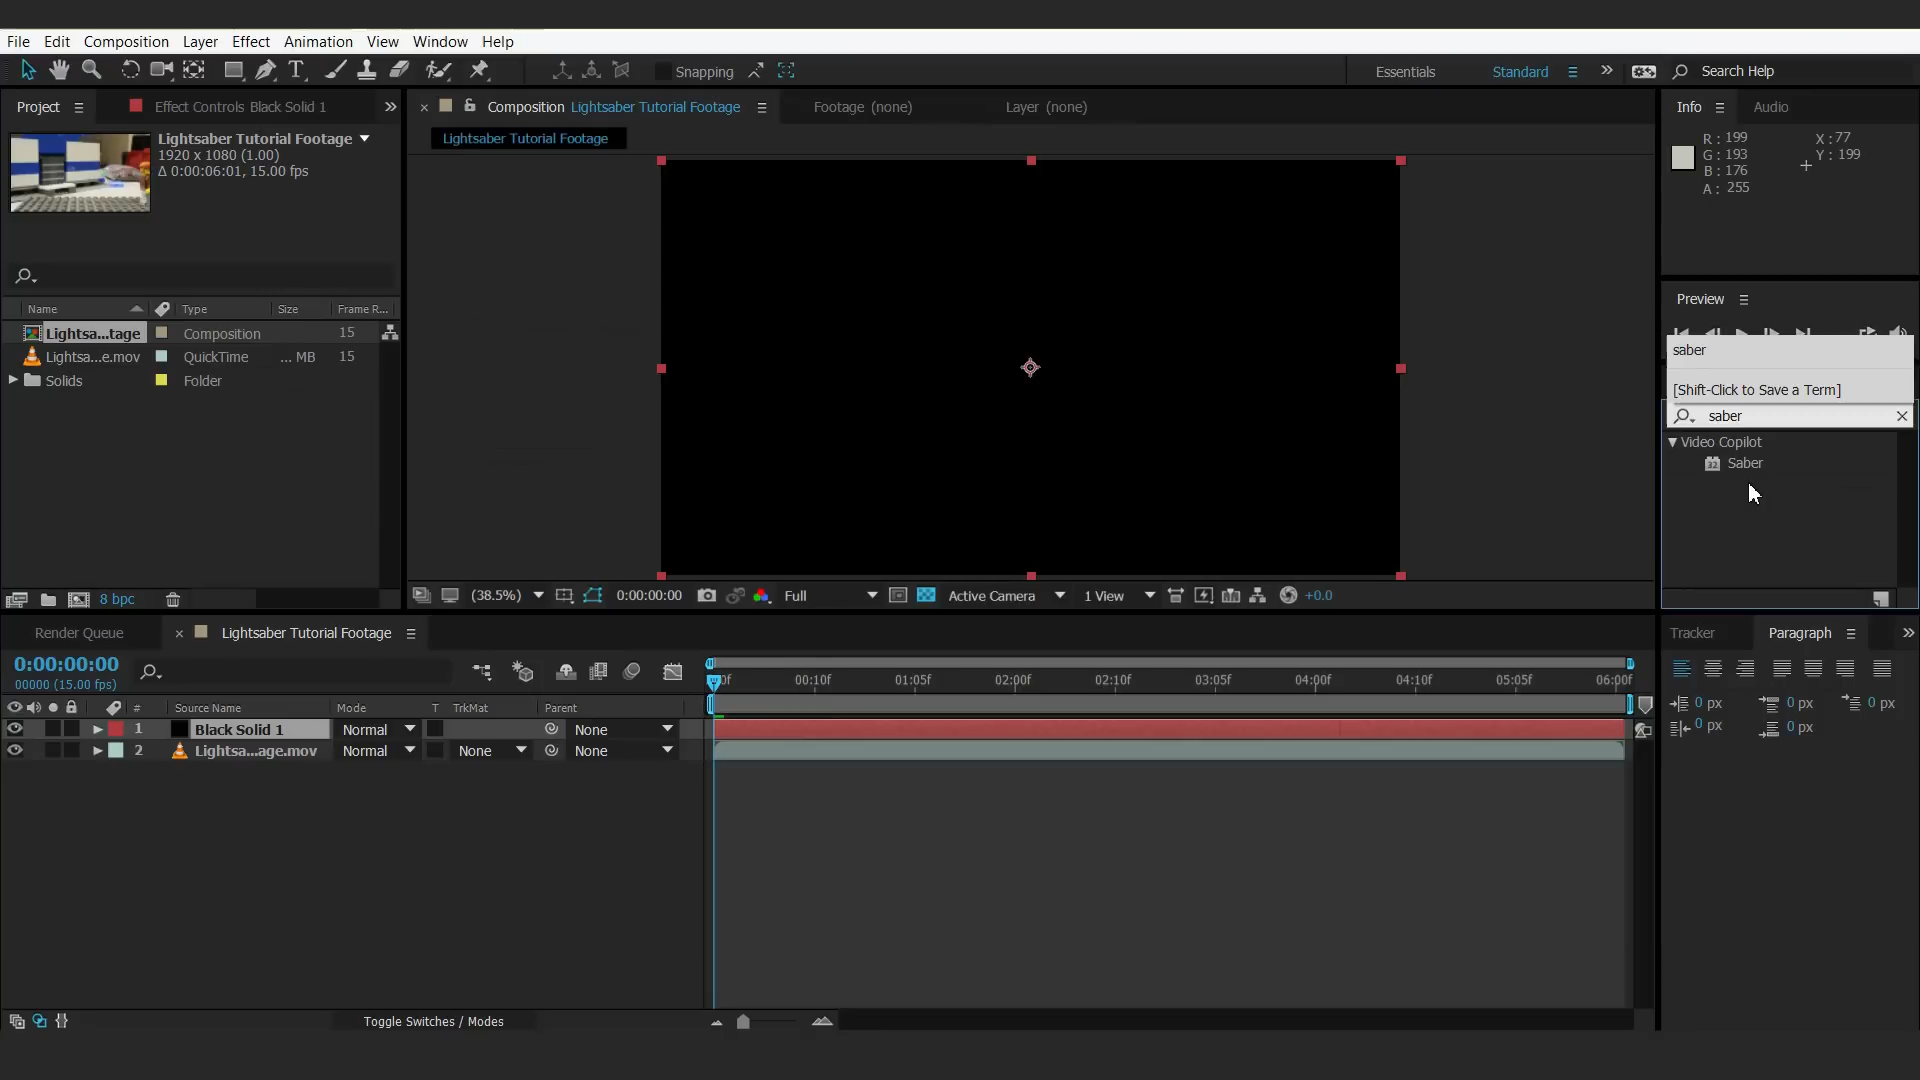 File Edit Composition Layer Effect Animation View Window Help
Snapping
Essentials Standard Search Help
Project Effect Controls Black Solid 1
Composition Lightsaber Tutorial Footage Footage (none) Layer (none)
Info Audio
Lightsaber Tutorial Footage
1920 x 1080 (1.00)
Δ 0:00:06:01, 15.00 fps
Lightsaber Tutorial Footage
R : 199 X : 77
G : 193 Y : 199
B : 176
A : 255
Preview
saber
[Shift-Click to Save a Term]
saber
Video Copilot
32 Saber
Name Type Size Frame R...
Lightsa...tage Composition 15
Lightsa...e.mov QuickTime ... MB 15
Solids Folder
8 bpc
(38.5%) 0:00:00:00 Full Active Camera 1 View +0.0
Render Queue Lightsaber Tutorial Footage
Tracker Paragraph
0:00:00:00
00000 (15.00 fps)
0f 00:10f 01:05f 02:00f 02:10f 03:05f 04:00f 04:10f 05:05f 06:00f
# Source Name Mode T TrkMat Parent
1 Black Solid 1 Normal None
2 Lightsa...age.mov Normal None None
0 px 0 px 0 px
0 px 0 px
Toggle Switches / Modes